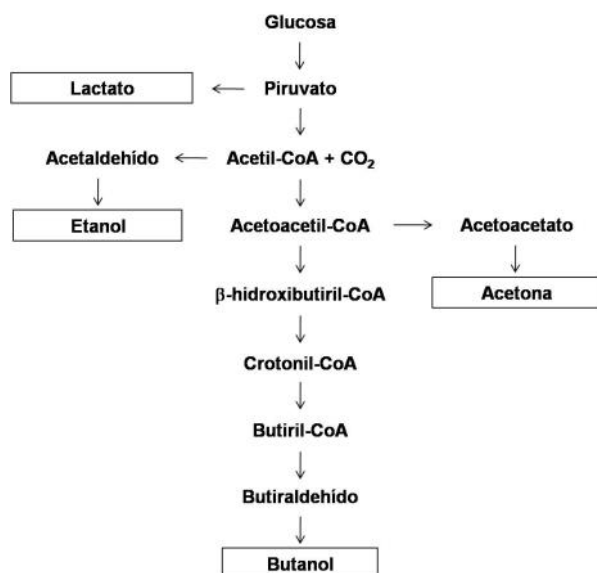 Glucosa
Lactato
Piruvato
Acetaldehído
Acetil-CoA + CO₂
Etanol
Acetoacetil-CoA
Acetoacetato
β-hidroxibutiril-CoA
Acetona
Crotonil-CoA
Butiril-CoA
Butiraldehído
Butanol